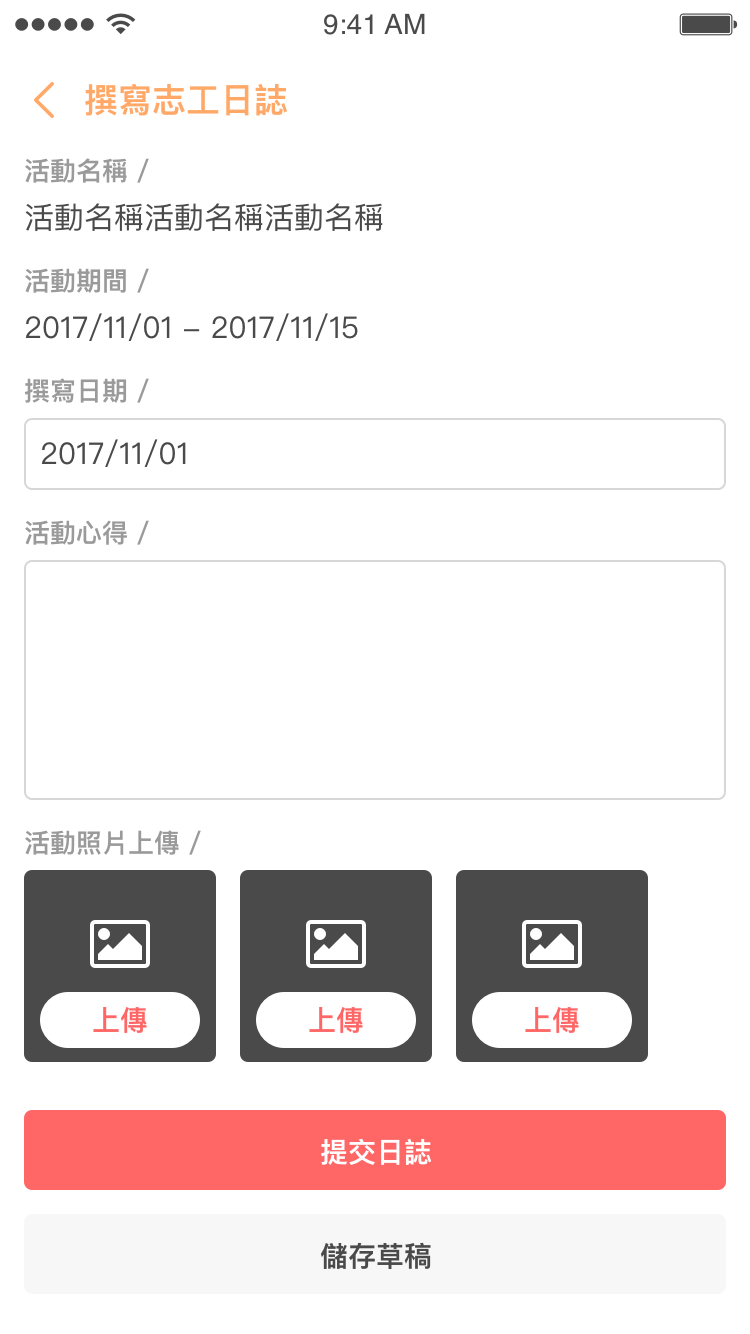 9:41 AM
撰寫志工日誌
活動名稱 /
活動名稱活動名稱活動名稱
活動期間 /
2017/11/01 – 2017/11/15
撰寫日期 /
2017/11/01
活動心得 /
活動照片上傳 /
上傳 上傳 上傳
提交日誌
儲存草稿